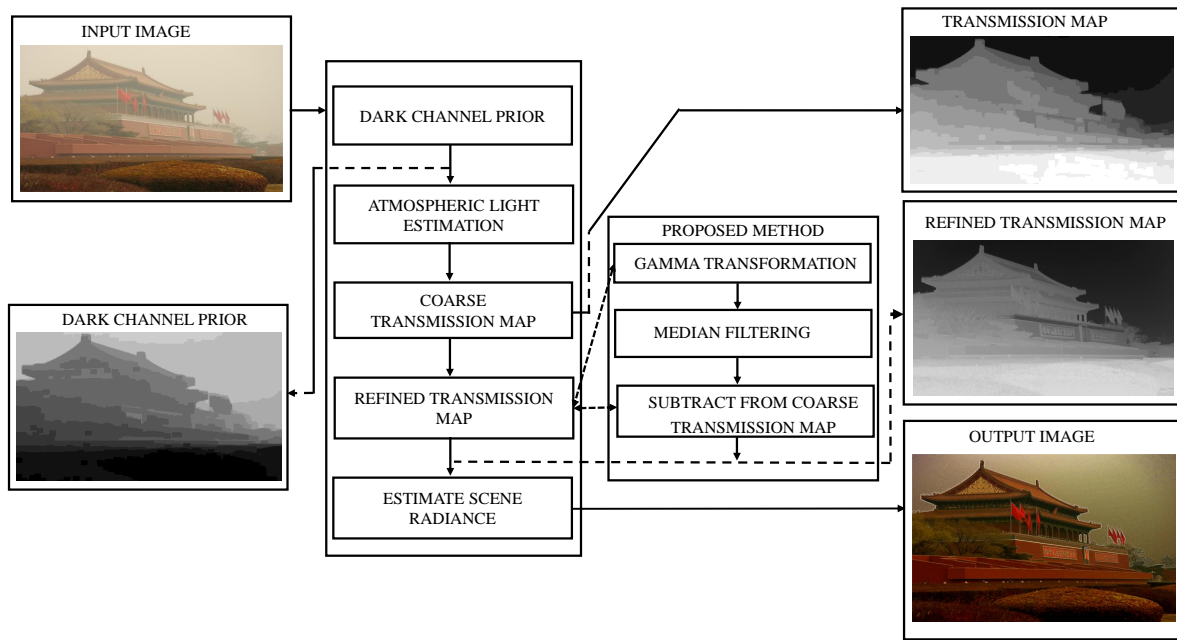 INPUT IMAGE
DARK CHANNEL PRIOR
DARK CHANNEL PRIOR
ATMOSPHERIC LIGHT
ESTIMATION
COARSE
TRANSMISSION MAP
REFINED TRANSMISSION
MAP
ESTIMATE SCENE
RADIANCE
PROPOSED METHOD
GAMMA TRANSFORMATION
MEDIAN FILTERING
SUBTRACT FROM COARSE
TRANSMISSION MAP
TRANSMISSION MAP
REFINED TRANSMISSION MAP
OUTPUT IMAGE